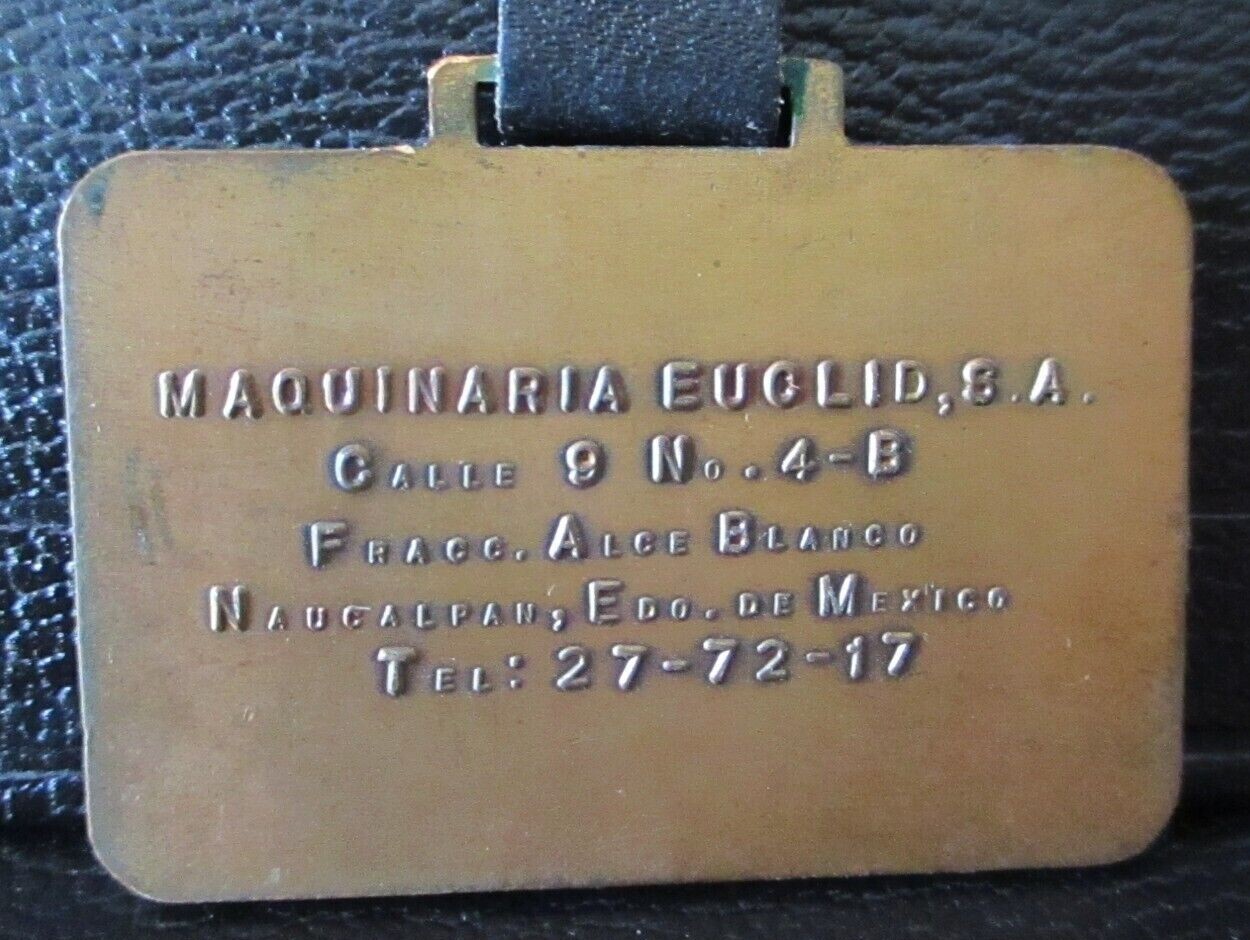 MAQUINARIA EUCLID, S.A.
CALLE 9 NO. 4-B
FRACC. ALCE BLANCO
NAUCALPAN, EDO. DE MEXICO
TEL: 27-72-17